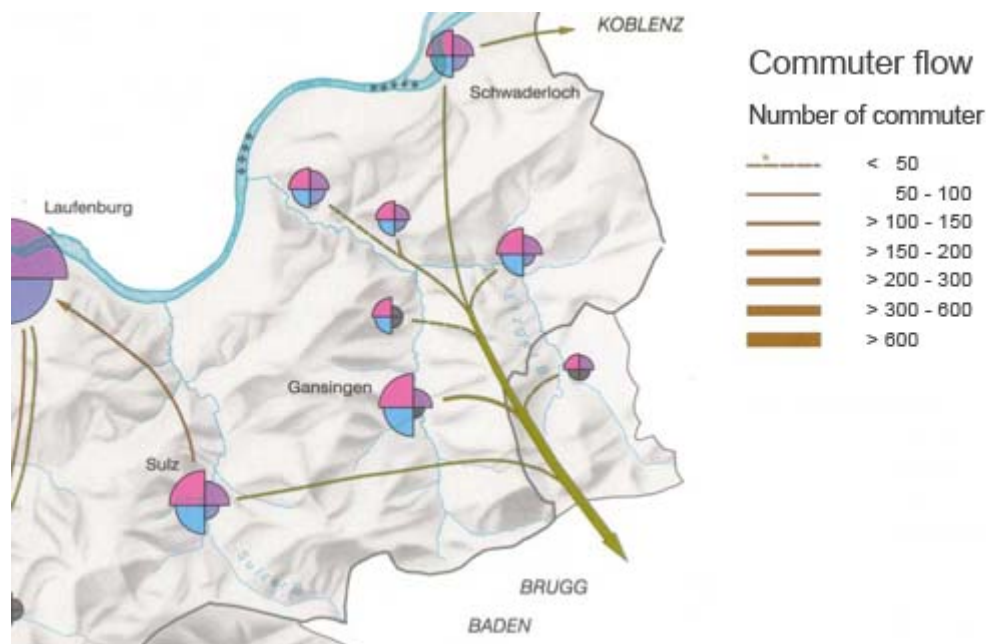 KOBLENZ
Schwaderloch
Laufenburg
Gansingen
Sulz
BRUGG
BADEN
Commuter flow
Number of commuter
< 50
50 - 100
> 100 - 150
> 150 - 200
> 200 - 300
> 300 - 600
> 600